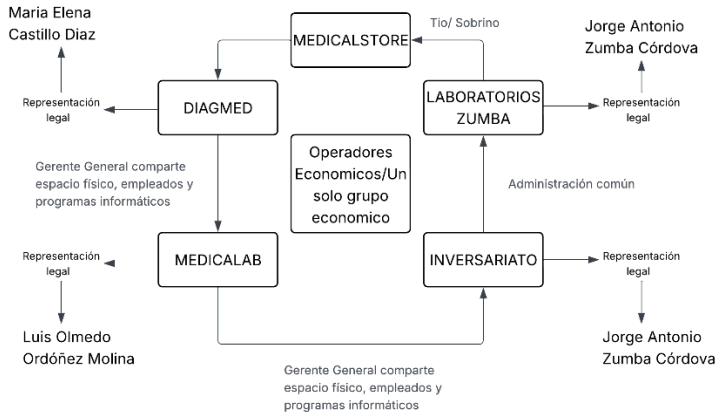 Maria Elena
Castillo Diaz
MEDICALSTORE
Tio/ Sobrino
Jorge Antonio
Zumba Córdova
Representación
legal
DIAGMED
LABORATORIOS
ZUMBA
Representación
legal
Gerente General comparte
espacio físico, empleados y
programas informáticos
Operadores
Economicos/Un
solo grupo
economico
Administración común
Representación
legal
MEDICALAB
INVERSARIATO
Representación
legal
Luis Olmedo
Ordóñez Molina
Jorge Antonio
Zumba Córdova
Gerente General comparte
espacio físico, empleados y
programas informáticos